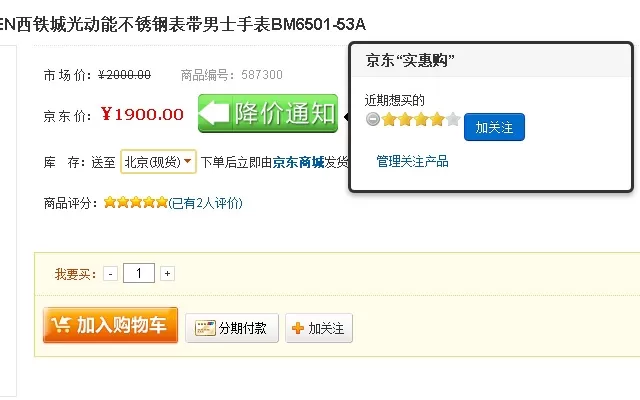 EN西铁城光动能不锈钢表带男士手表BM6501-53A
市 场 价: ¥2000.00 商品编号: 587300
京 东 价: ¥1900.00 降价通知
库 存: 送至 北京(现货) 下单后立即由京东商城发货
商品评分: (已有2人评价)
京东“实惠购”
近期想买的
加关注
管理关注产品
我要买: - 1 +
加入购物车 分期付款 加关注